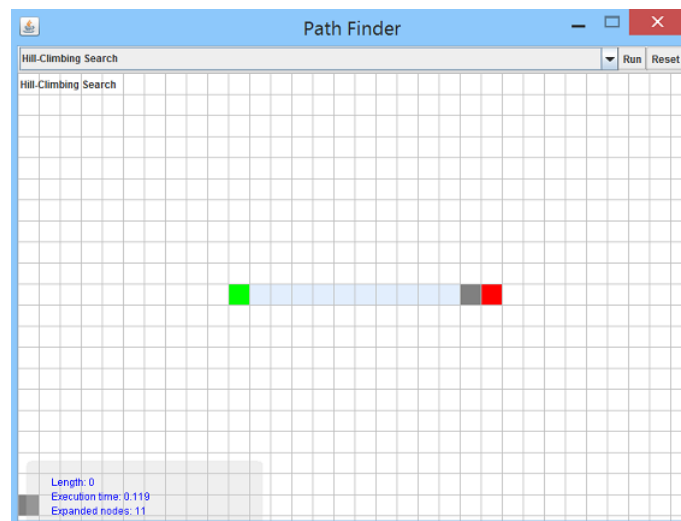 Path Finder
Hill-Climbing Search
Run
Reset
Hill-Climbing Search
Length: 0
Execution time: 0.119
Expanded nodes: 11